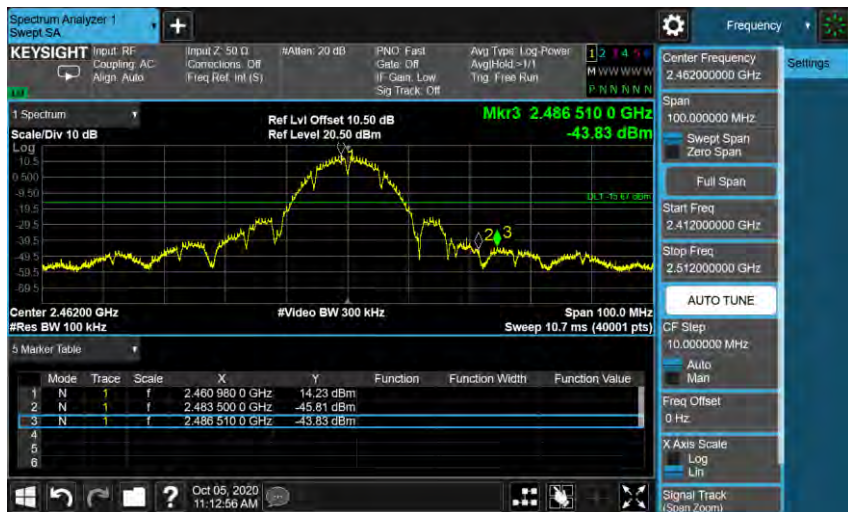 Spectrum Analyzer 1
Swept SA
+
Frequency
KEYSIGHT
Input: RF
Coupling: AC
Align: Auto
Input Z: 50 Ω
Corrections: Off
Freq Ref: Int (S)
#Atten: 20 dB
PNO: Fast
Gate: Off
IF Gain: Low
Sig Track: Off
Avg Type: Log-Power
Avg|Hold:>1/1
Trig: Free Run
1 2 3 4 5 6
M W W W W W
P N N N N N
1 Spectrum
Scale/Div 10 dB
Log
Ref Lvl Offset 10.50 dB
Ref Level 20.50 dBm
Mkr3 2.486 510 0 GHz
-43.83 dBm
10.5
0.500
-9.50
-19.5
-29.5
-39.5
-49.5
-59.5
-69.5
DL1 -15.67 dBm
1
2
3
Center 2.46200 GHz
#Res BW 100 kHz
#Video BW 300 kHz
Span 100.0 MHz
Sweep 10.7 ms (40001 pts)
5 Marker Table
Mode Trace Scale X Y Function Function Width Function Value
1 N 1 f 2.460 980 0 GHz 14.23 dBm
2 N 1 f 2.483 500 0 GHz -45.81 dBm
3 N 1 f 2.486 510 0 GHz -43.83 dBm
4
5
6
Oct 05, 2020
11:12:56 AM
?
Settings
Center Frequency
2.462000000 GHz
Span
100.000000 MHz
Swept Span
Zero Span
Full Span
Start Freq
2.412000000 GHz
Stop Freq
2.512000000 GHz
AUTO TUNE
CF Step
10.000000 MHz
Auto
Man
Freq Offset
0 Hz
X Axis Scale
Log
Lin
Signal Track
(Span Zoom)